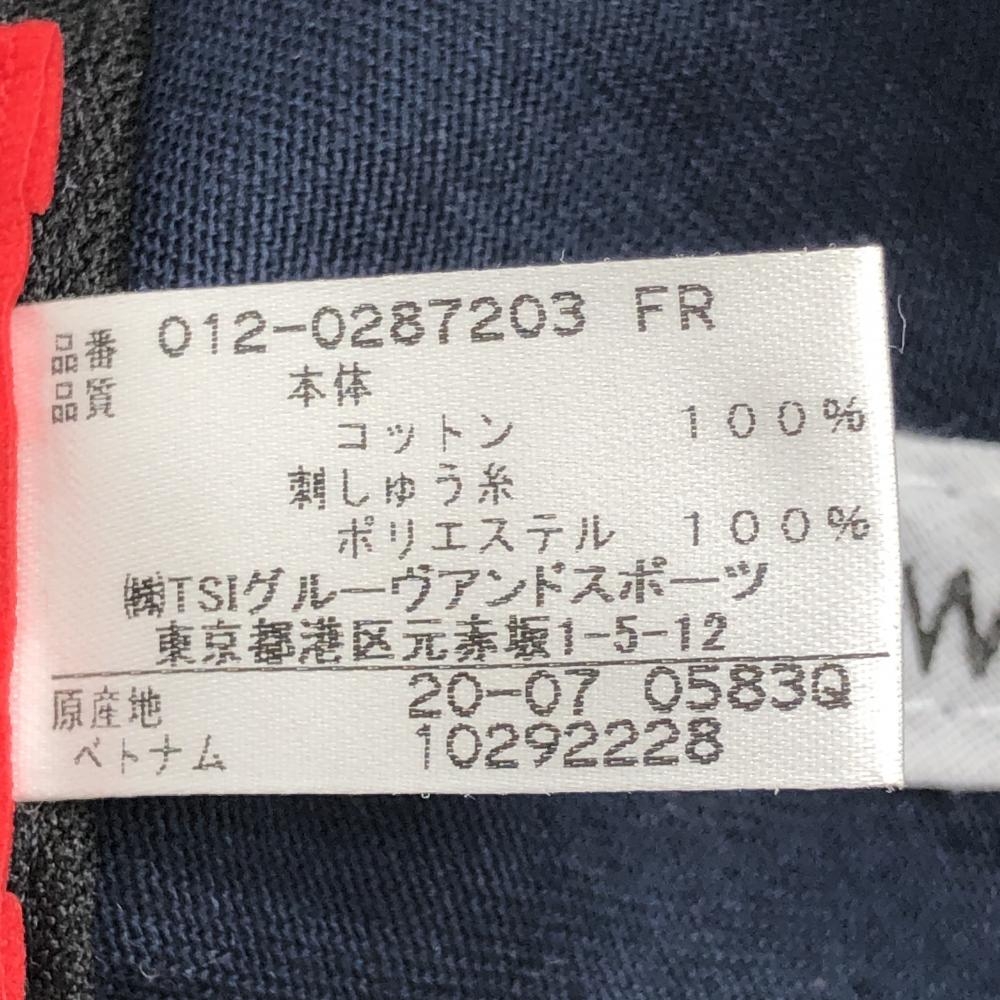 品番 012-0287203 FR
品質 本体
コットン 100%
刺しゅう糸
ポリエステル 100%
㈱TSIグルーヴアンドスポーツ
東京都港区元赤坂1-5-12
原産地 20-07 0583Q
ベトナム 10292228